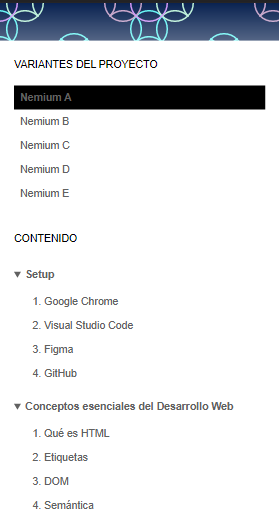 VARIANTES DEL PROYECTO
Nemium A
Nemium B
Nemium C
Nemium D
Nemium E
CONTENIDO
▼ Setup
1. Google Chrome
2. Visual Studio Code
3. Figma
4. GitHub
▼ Conceptos esenciales del Desarrollo Web
1. Qué es HTML
2. Etiquetas
3. DOM
4. Semántica